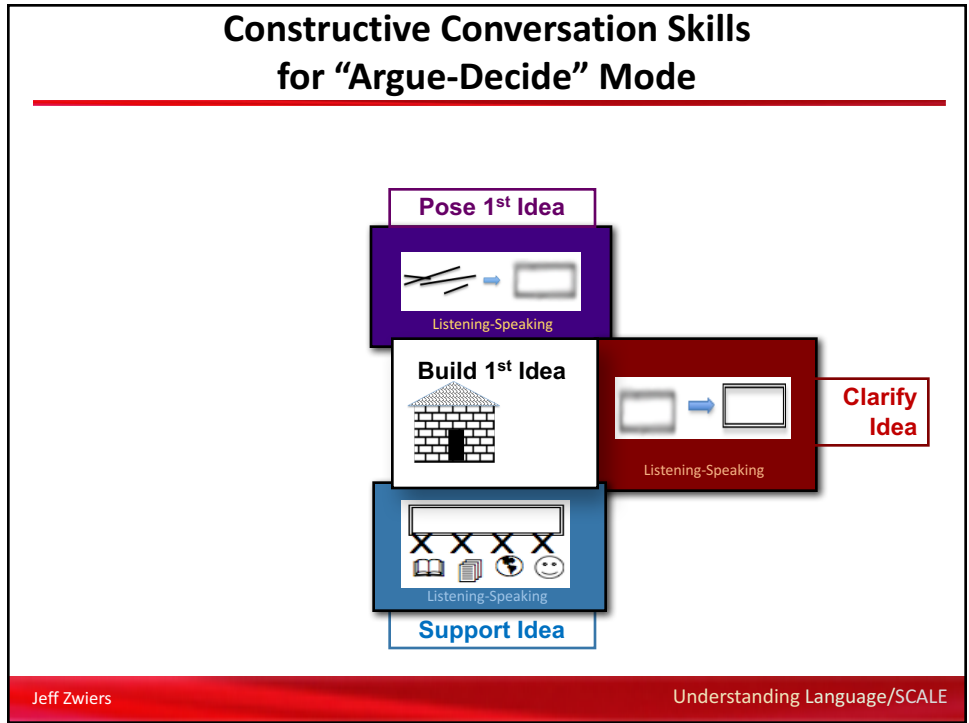 Constructive Conversation Skills
for “Argue-Decide” Mode
Pose 1st Idea
Listening-Speaking
Build 1st Idea
Clarify
Idea
Listening-Speaking
Listening-Speaking
Support Idea
Jeff Zwiers
Understanding Language/SCALE